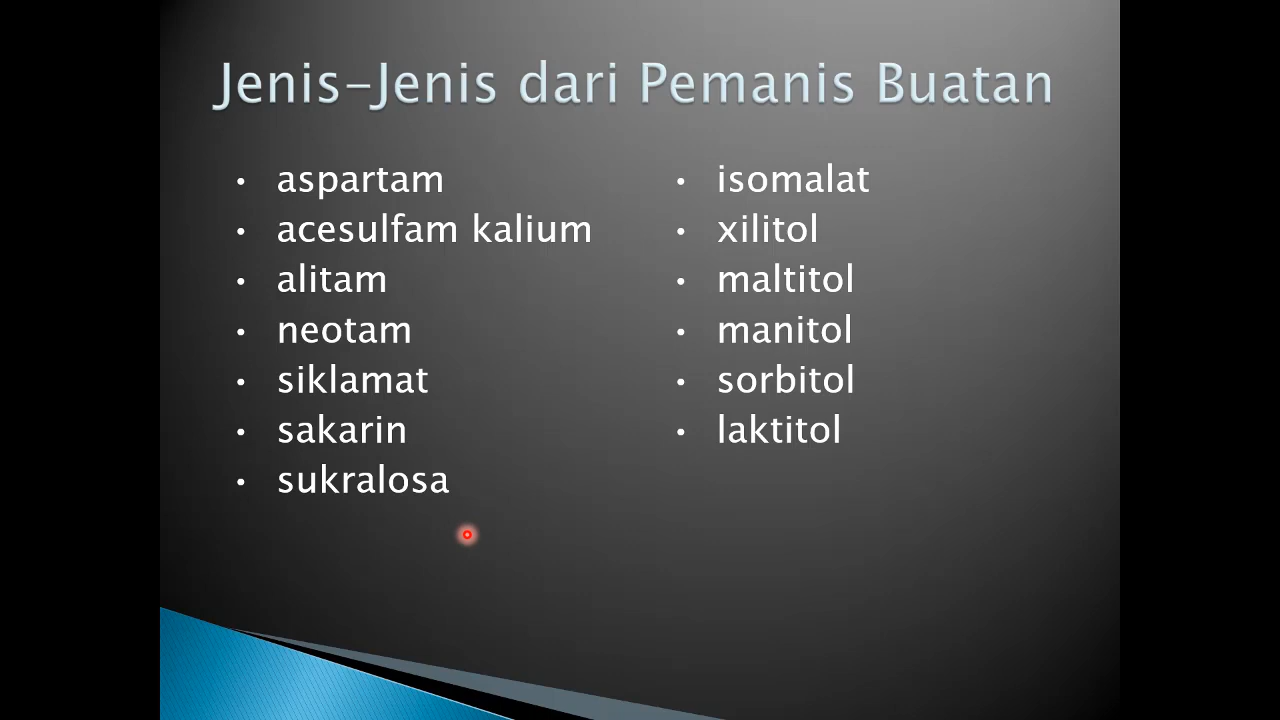 Jenis-Jenis dari Pemanis Buatan
• aspartam
• acesulfam kalium
• alitam
• neotam
• siklamat
• sakarin
• sukralosa
• isomalat
• xilitol
• maltitol
• manitol
• sorbitol
• laktitol